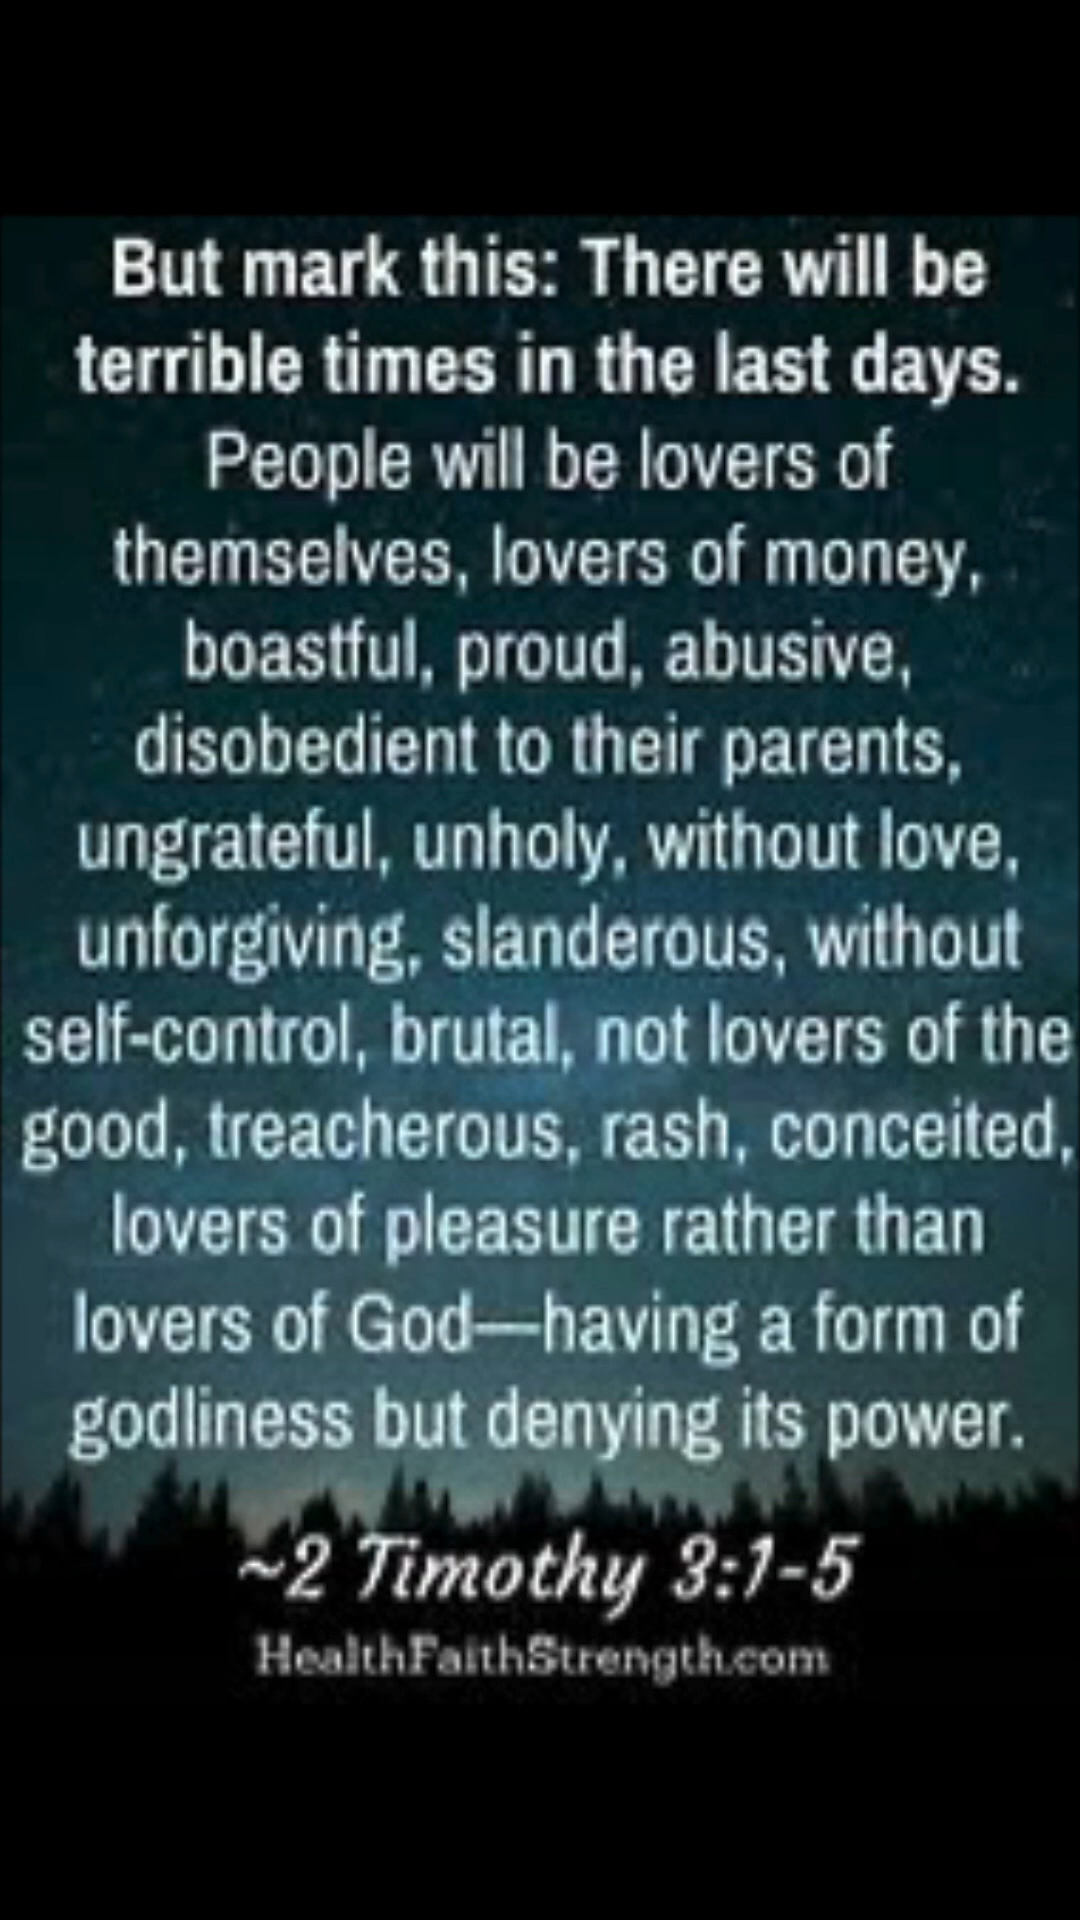 But mark this: There will be
terrible times in the last days.
People will be lovers of
themselves, lovers of money,
boastful, proud, abusive,
disobedient to their parents,
ungrateful, unholy, without love,
unforgiving, slanderous, without
self-control, brutal, not lovers of the
good, treacherous, rash, conceited,
lovers of pleasure rather than
lovers of God—having a form of
godliness but denying its power.
~2 Timothy 3:1-5
HealthFaithStrength.com